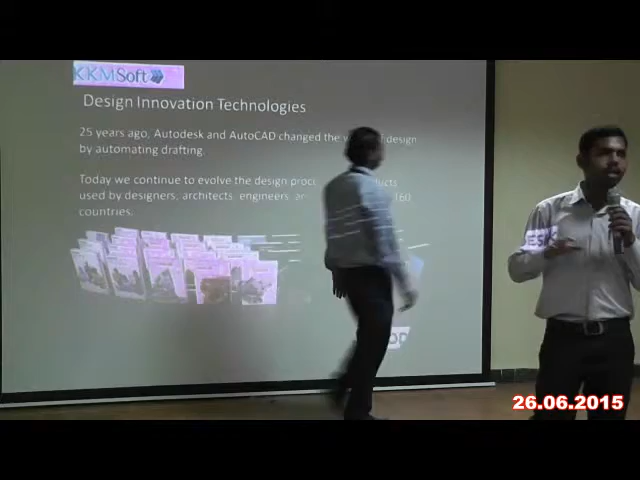 KKMSoft
Design Innovation Technologies
25 years ago, Autodesk and AutoCAD changed the design
by automating drafting.
Today we continue to evolve the design
used by designers, architects, engineers, 160
countries.
26.06.2015